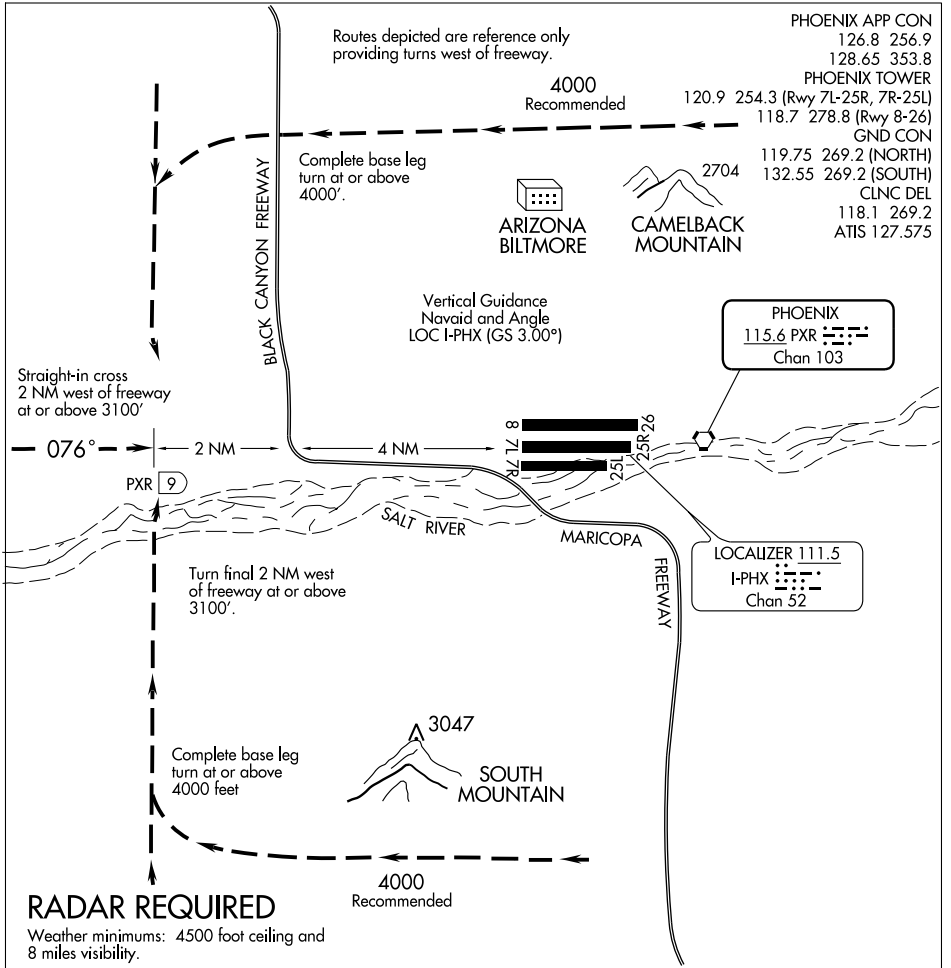 PHOENIX APP CON
126.8 256.9
128.65 353.8
PHOENIX TOWER
120.9 254.3 (Rwy 7L-25R, 7R-25L)
118.7 278.8 (Rwy 8-26)
GND CON
119.75 269.2 (NORTH)
132.55 269.2 (SOUTH)
CLNC DEL
118.1 269.2
ATIS 127.575
Routes depicted are reference only
providing turns west of freeway.
4000
Recommended
Complete base leg
turn at or above
4000'.
BLACK CANYON FREEWAY
ARIZONA
BILTMORE
2704
CAMELBACK
MOUNTAIN
Vertical Guidance
Navaid and Angle
LOC I-PHX (GS 3.00°)
PHOENIX
115.6 PXR
Chan 103
Straight-in cross
2 NM west of freeway
at or above 3100'
076°
2 NM
4 NM
8
26
7L
25R
7R
25L
PXR 9
SALT RIVER
MARICOPA
FREEWAY
LOCALIZER 111.5
I-PHX
Chan 52
Turn final 2 NM west
of freeway at or above
3100'.
3047
SOUTH
MOUNTAIN
Complete base leg
turn at or above
4000 feet
4000
Recommended
RADAR REQUIRED
Weather minimums: 4500 foot ceiling and
8 miles visibility.